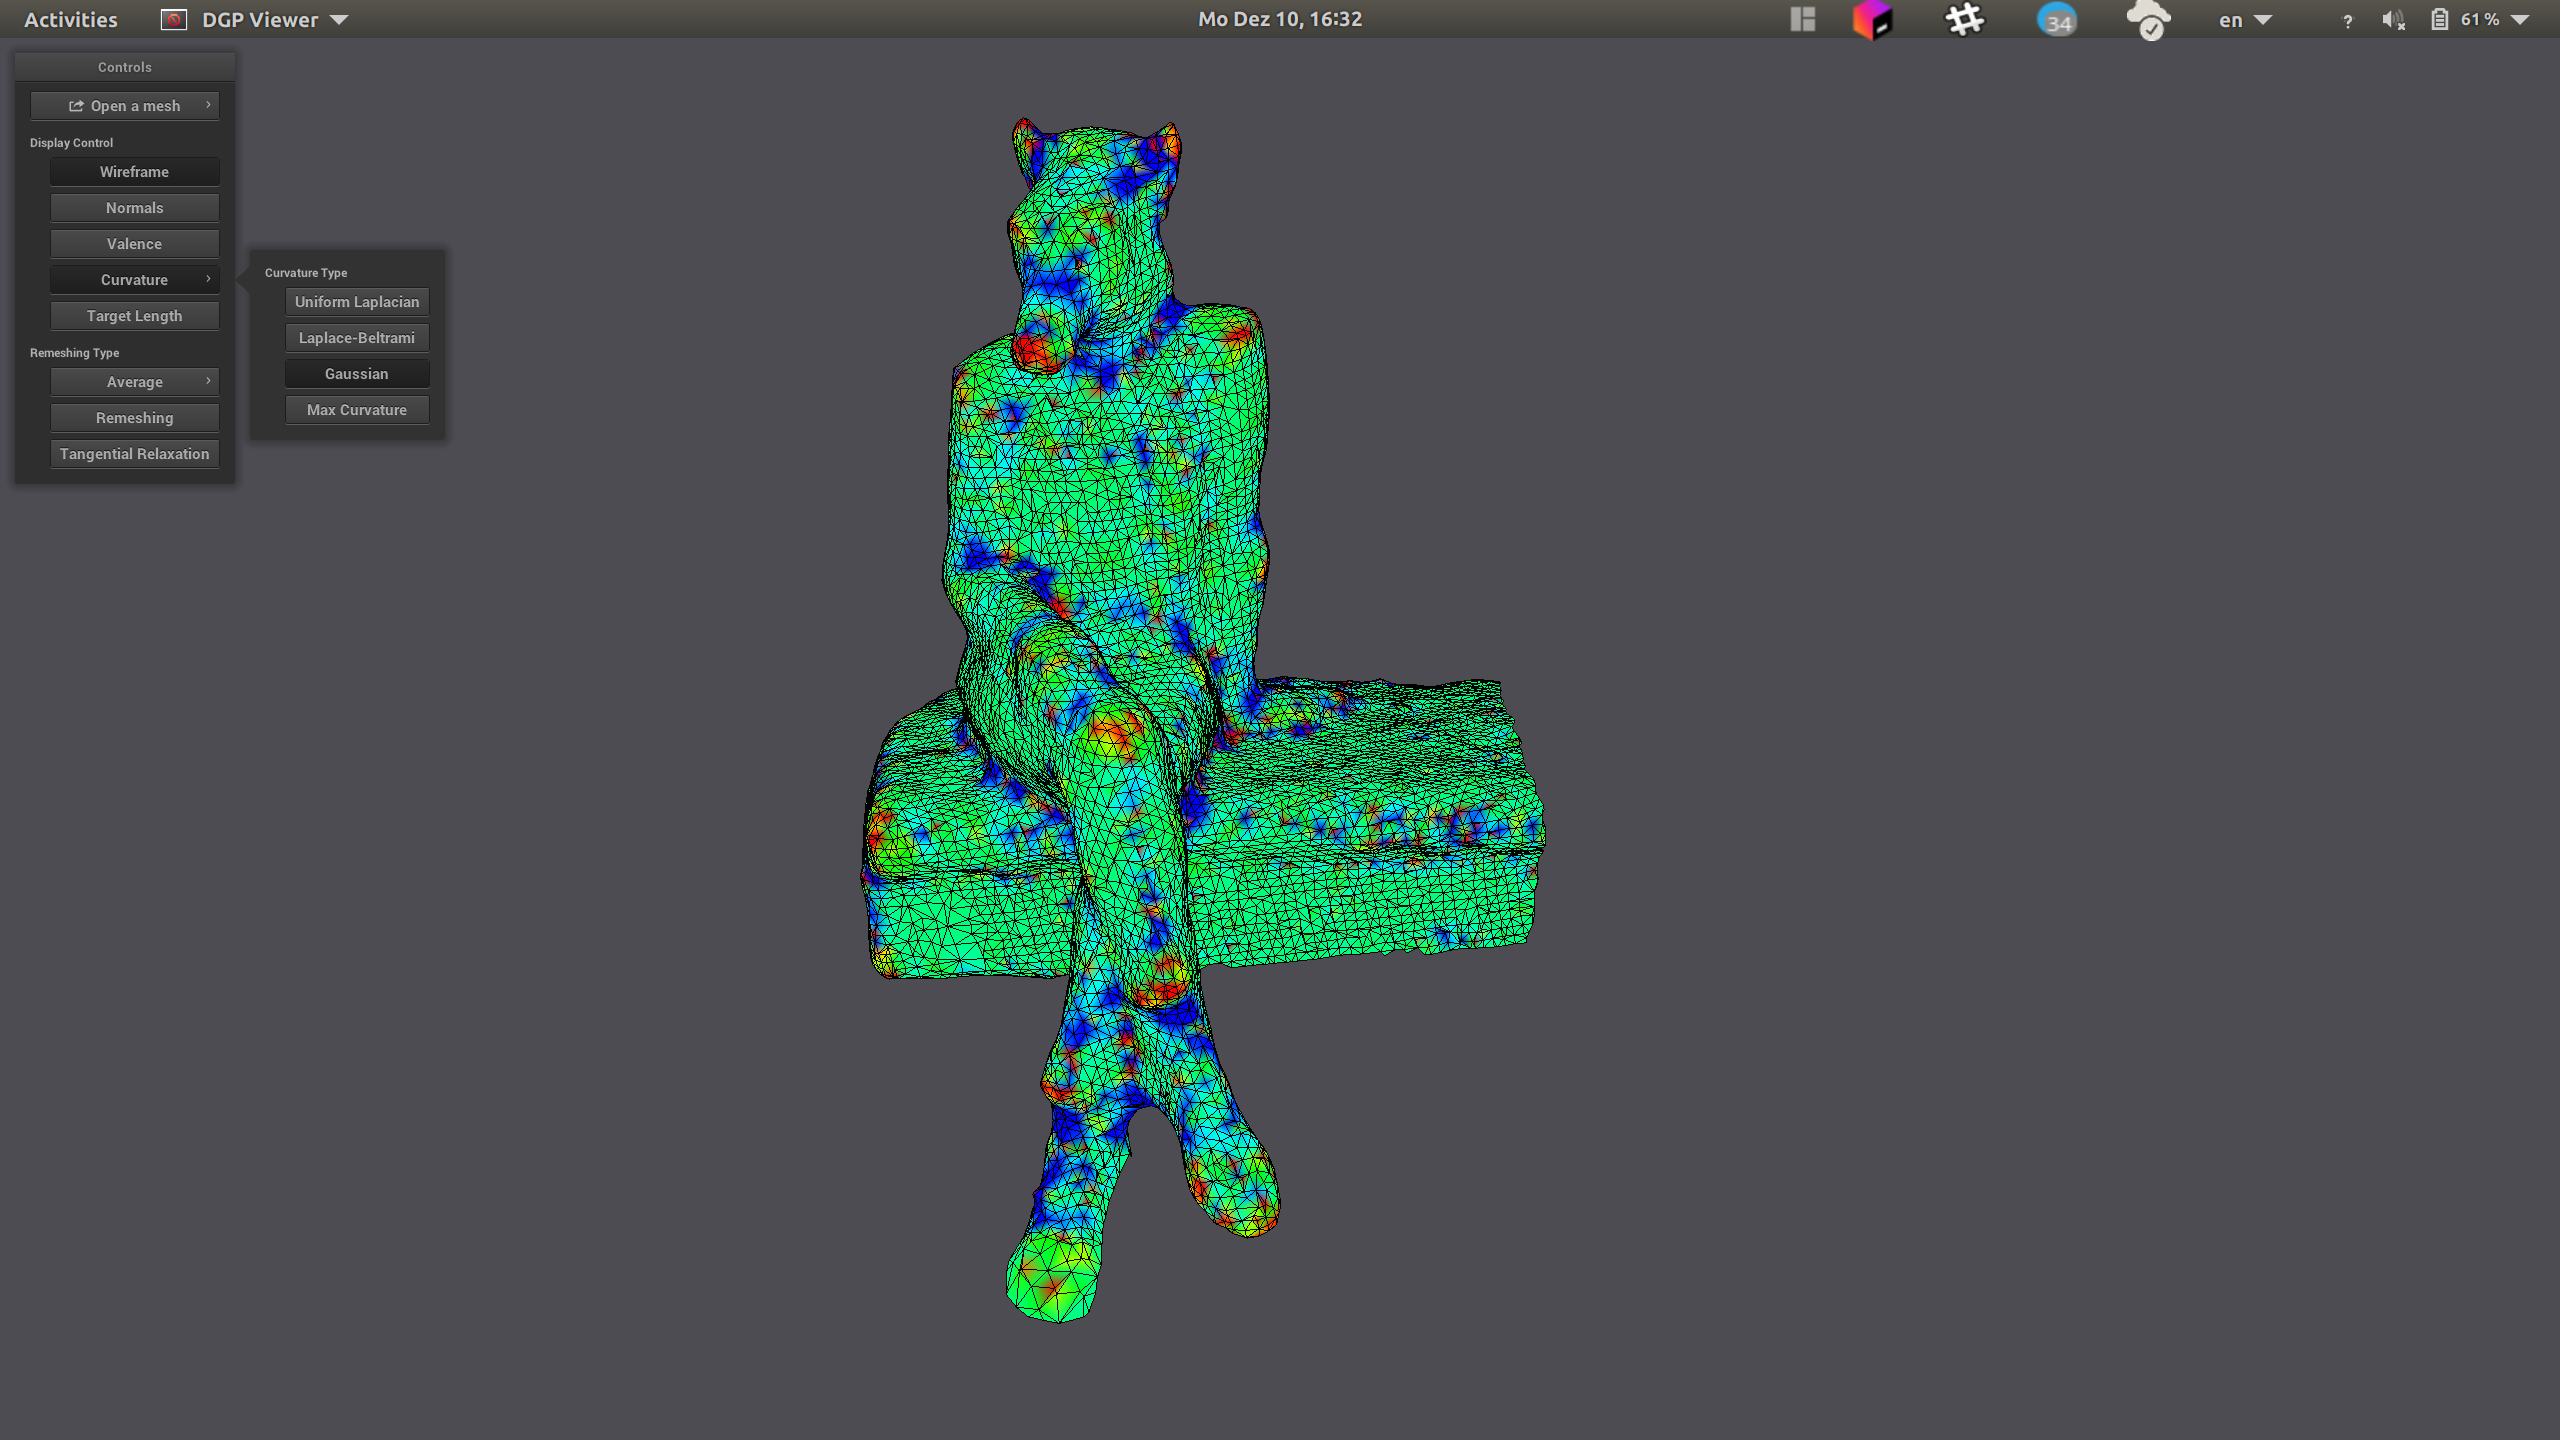 Activities DGP Viewer Mo Dez 10, 16:32 34 en ? 61 %
Controls
Open a mesh
Display Control
Wireframe
Normals
Valence
Curvature
Target Length
Remeshing Type
Average
Remeshing
Tangential Relaxation
Curvature Type
Uniform Laplacian
Laplace-Beltrami
Gaussian
Max Curvature